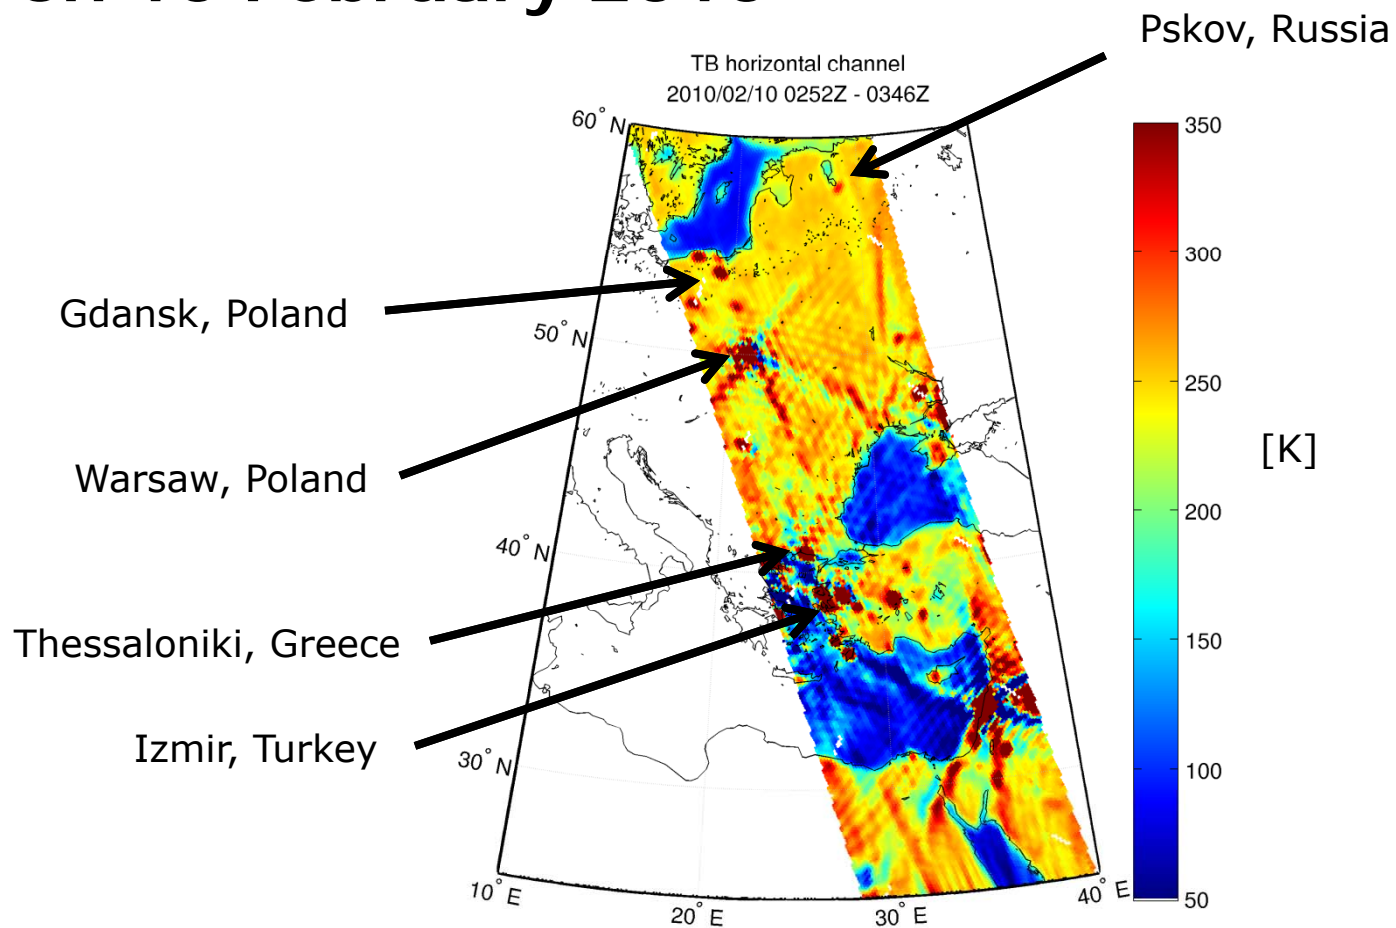 Pskov, Russia
TB horizontal channel
2010/02/10 0252Z - 0346Z
60° N
350
300
Gdansk, Poland
50° N
250
[K]
Warsaw, Poland
200
40° N
150
Thessaloniki, Greece
Izmir, Turkey
30° N
100
10° E
20° E
30° E
40° E
50